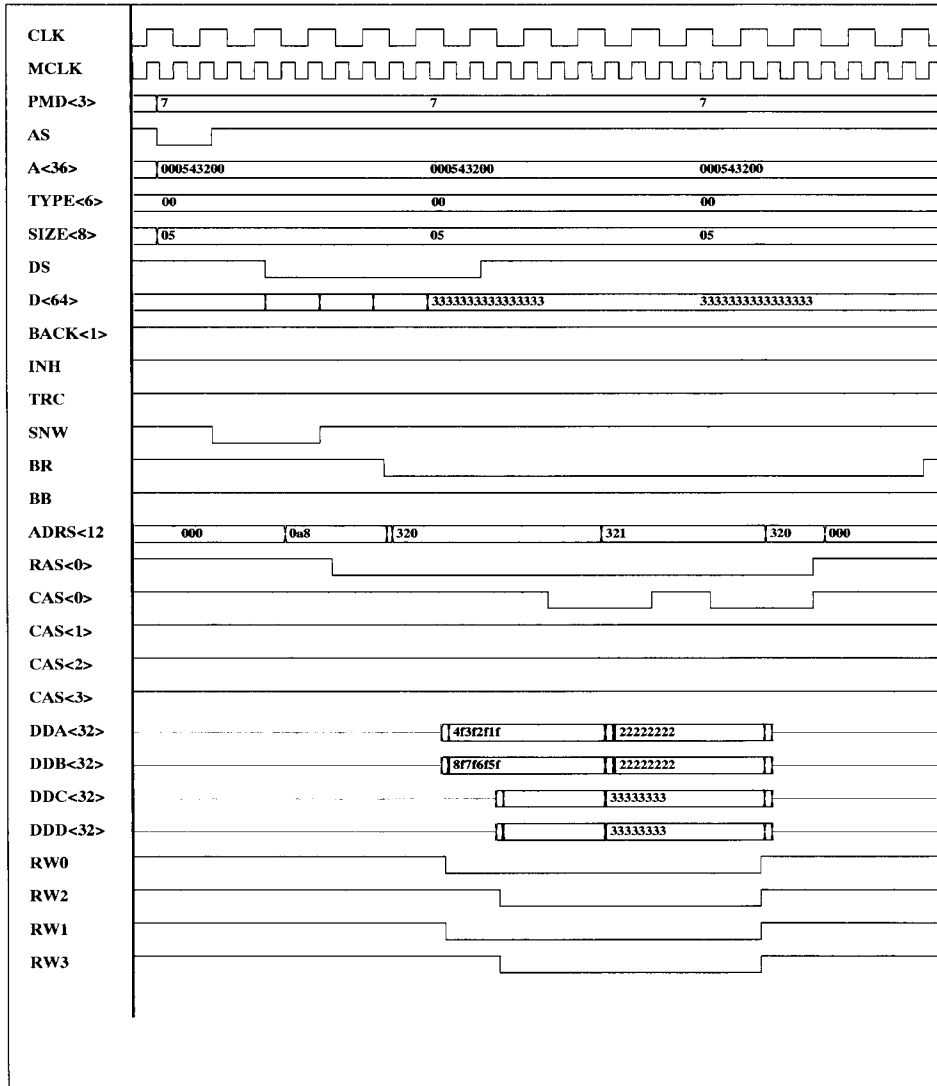 CLK
MCLK
PMD<3> 7 7 7
AS
A<36> 000543200 000543200 000543200
TYPE<6> 00 00 00
SIZE<8> 05 05 05
DS
D<64> 3333333333333333 3333333333333333
BACK<1>
INH
TRC
SNW
BR
BB
ADRS<12 000 0a8 320 321 320 000
RAS<0>
CAS<0>
CAS<1>
CAS<2>
CAS<3>
DDA<32> 4f3f2f1f 22222222
DDB<32> 8f7f6f5f 22222222
DDC<32> 33333333
DDD<32> 33333333
RW0
RW2
RW1
RW3